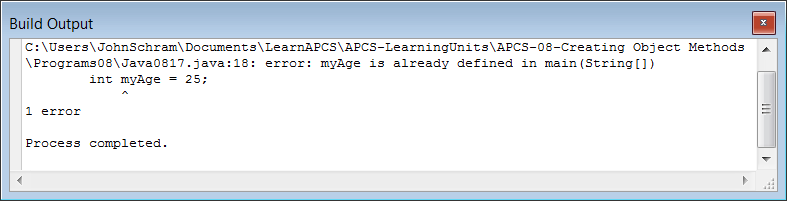 Build Output
x
C:\Users\JohnSchram\Documents\LearnAPCS\APCS-LearningUnits\APCS-08-Creating Object Methods
\Programs08\Java0817.java:18: error: myAge is already defined in main(String[])
        int myAge = 25;
            ^
1 error
Process completed.